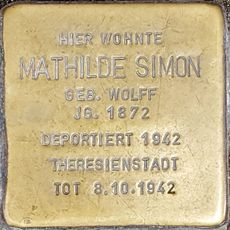 HIER WOHNTE
MATHILDE SIMON
GEB. WOLFF
JG. 1872
DEPORTIERT 1942
THERESIENSTADT
TOT 8.10.1942